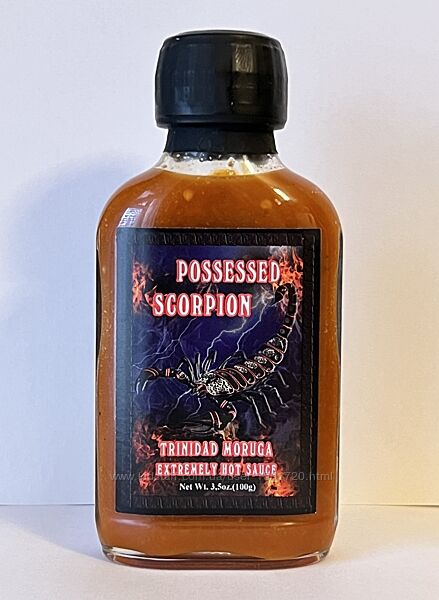 POSSESSED
SCORPION
TRINIDAD MORUGA
EXTREMELY HOT SAUCE
Net Wt. 3,5oz.(100g)